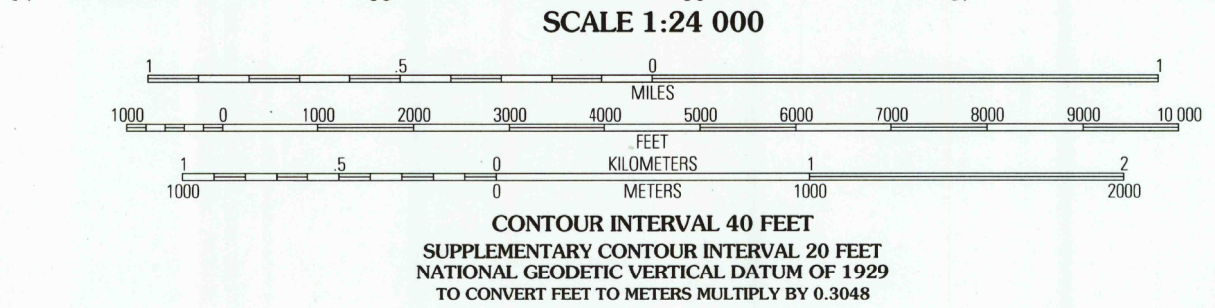 SCALE 1:24 000
1 .5 0 1
MILES
1000 0 1000 2000 3000 4000 5000 6000 7000 8000 9000 10 000
FEET
1 .5 0 KILOMETERS 1 2
1000 0 METERS 1000 2000
CONTOUR INTERVAL 40 FEET
SUPPLEMENTARY CONTOUR INTERVAL 20 FEET
NATIONAL GEODETIC VERTICAL DATUM OF 1929
TO CONVERT FEET TO METERS MULTIPLY BY 0.3048